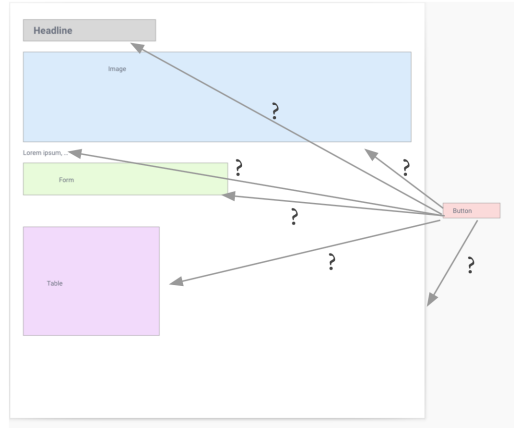 Headline
Image
?
Lorem ipsum, ...
?
?
Form
Button
?
?
?
Table